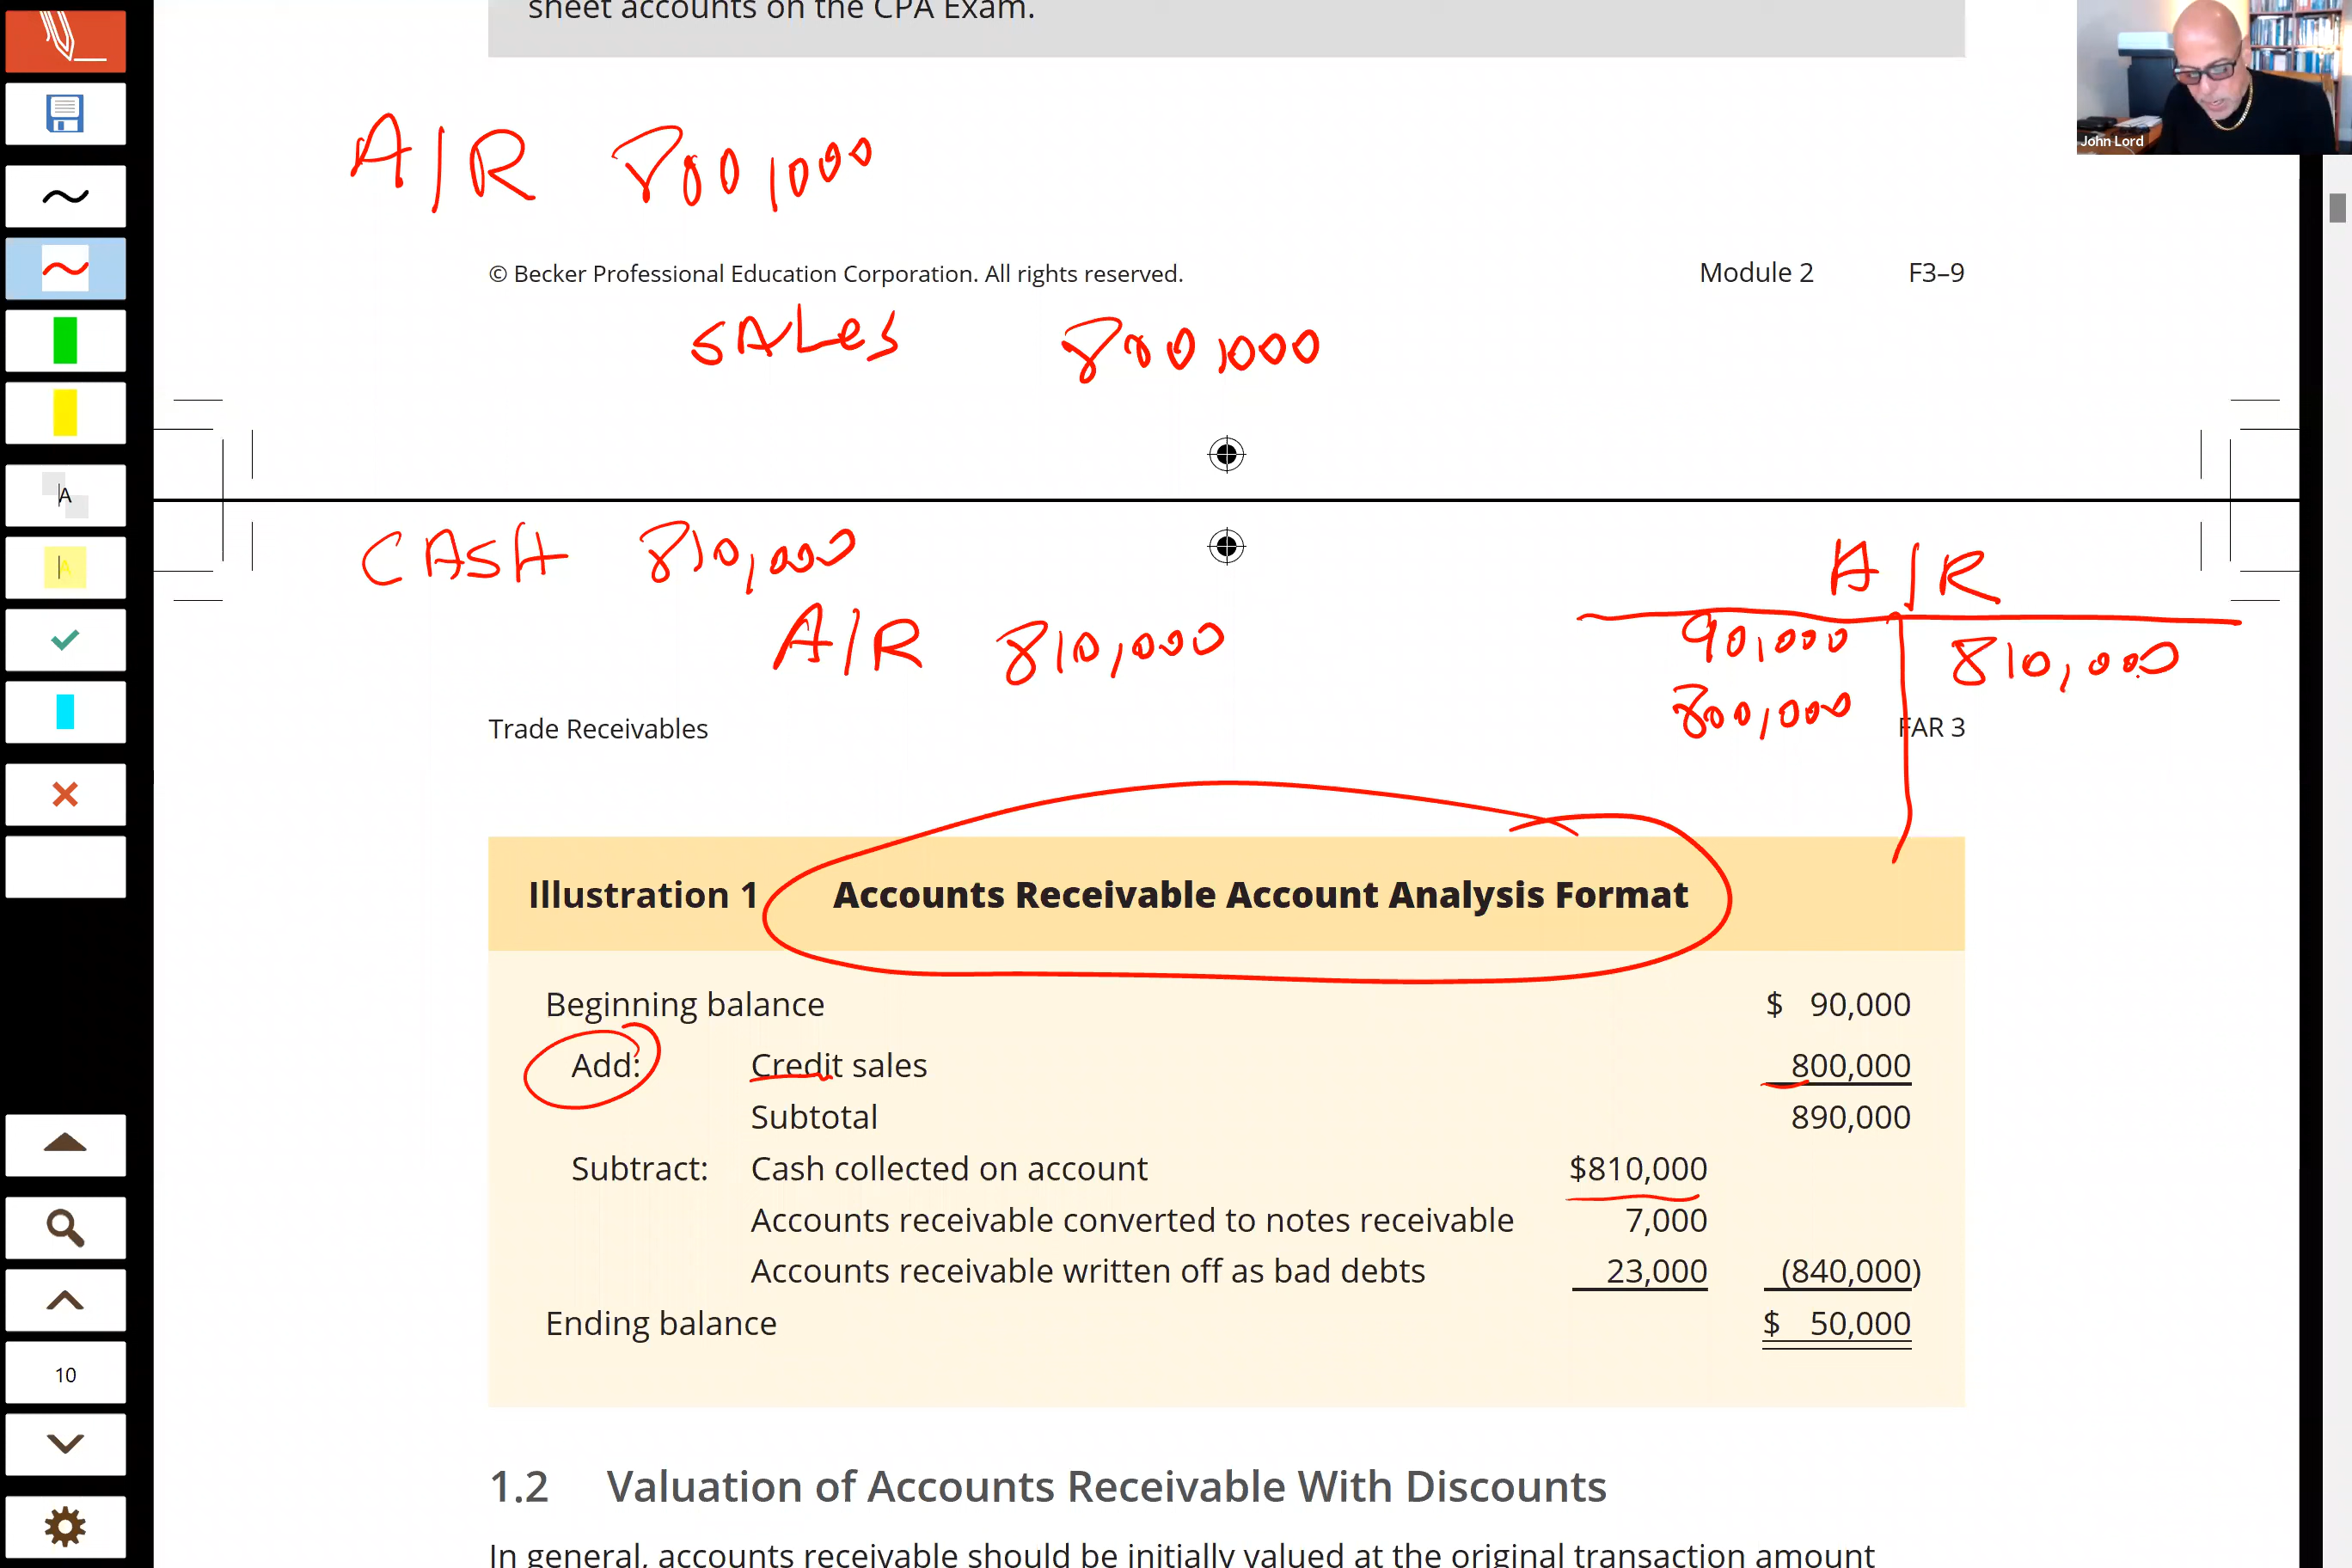 sheet accounts on the CPA Exam.
John Lord
A/R 800,000
© Becker Professional Education Corporation. All rights reserved. Module 2 F3–9
SALes 800,000
A
A
CASH 810,000
A/R 810,000
A/R
90,000 810,000
800,000
Trade Receivables FAR 3
Illustration 1 Accounts Receivable Account Analysis Format
Beginning balance $ 90,000
Add: Credit sales 800,000
Subtotal 890,000
Subtract: Cash collected on account $810,000
Accounts receivable converted to notes receivable 7,000
Accounts receivable written off as bad debts 23,000 (840,000)
Ending balance $ 50,000
10
1.2 Valuation of Accounts Receivable With Discounts
In general, accounts receivable should be initially valued at the original transaction amount